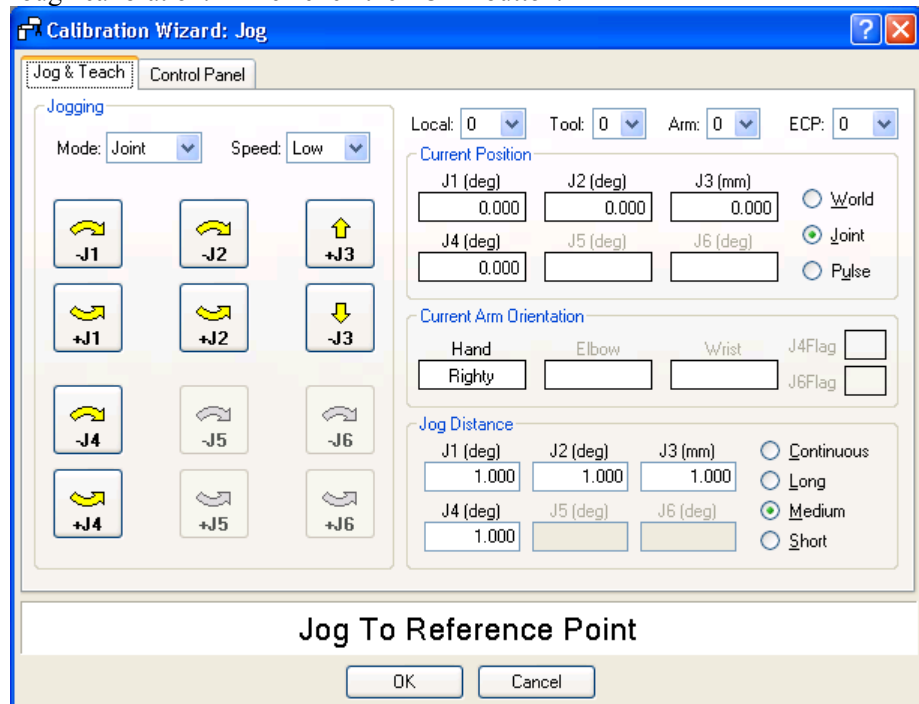 Calibration Wizard: Jog
Jog & Teach Control Panel
Jogging
Mode: Joint Speed: Low
-J1 -J2 +J3
+J1 +J2 -J3
-J4 -J5 -J6
+J4 +J5 +J6
Local: 0 Tool: 0 Arm: 0 ECP: 0
Current Position
J1 (deg) J2 (deg) J3 (mm)
0.000 0.000 0.000
J4 (deg) J5 (deg) J6 (deg)
0.000
World
Joint
Pulse
Current Arm Orientation
Hand Elbow Wrist J4Flag
Righty J6Flag
Jog Distance
J1 (deg) J2 (deg) J3 (mm)
1.000 1.000 1.000
J4 (deg) J5 (deg) J6 (deg)
1.000
Continuous
Long
Medium
Short
Jog To Reference Point
OK Cancel